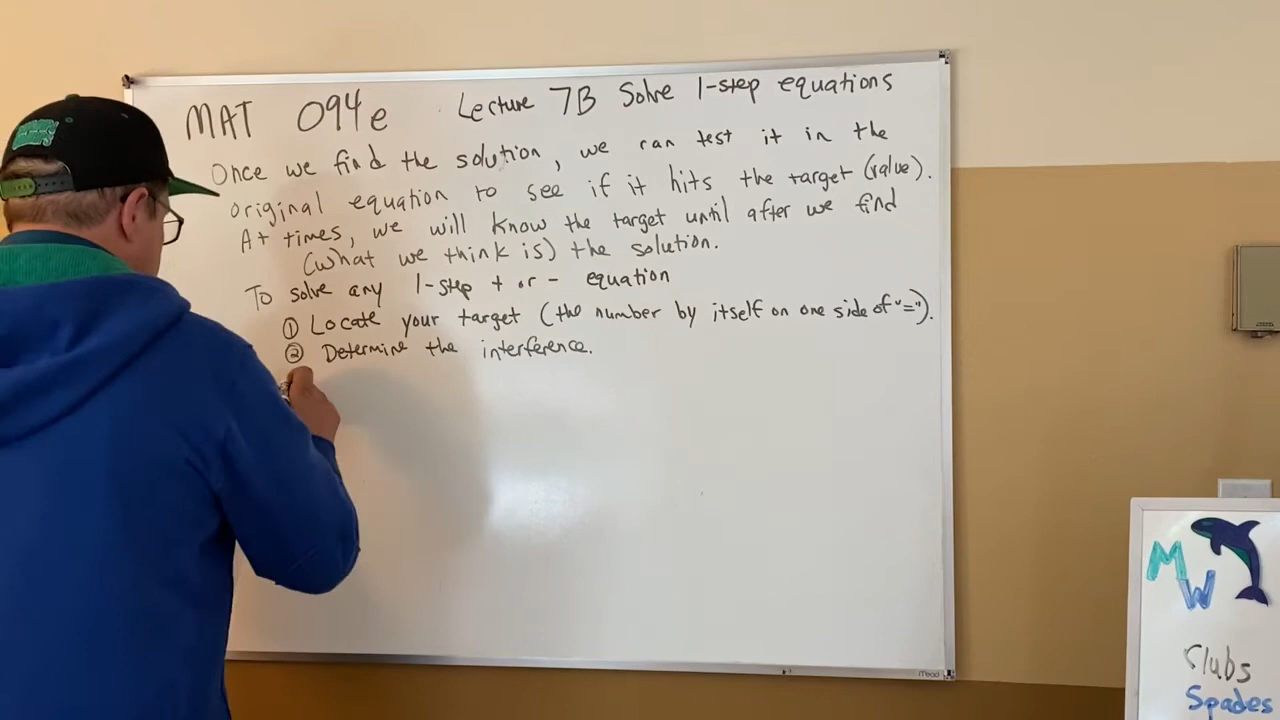 MAT 094e Lecture 7B Solve 1-step equations
Once we find the solution, we can test it in the
original equation to see if it hits the target (value).
At times, we will know the target until after we find
(what we think is) the solution.
To solve any 1-step + or - equation
① Locate your target (the number by itself on one side of "=").
② Determine the interference.
Mead
M
W
Clubs
Spades